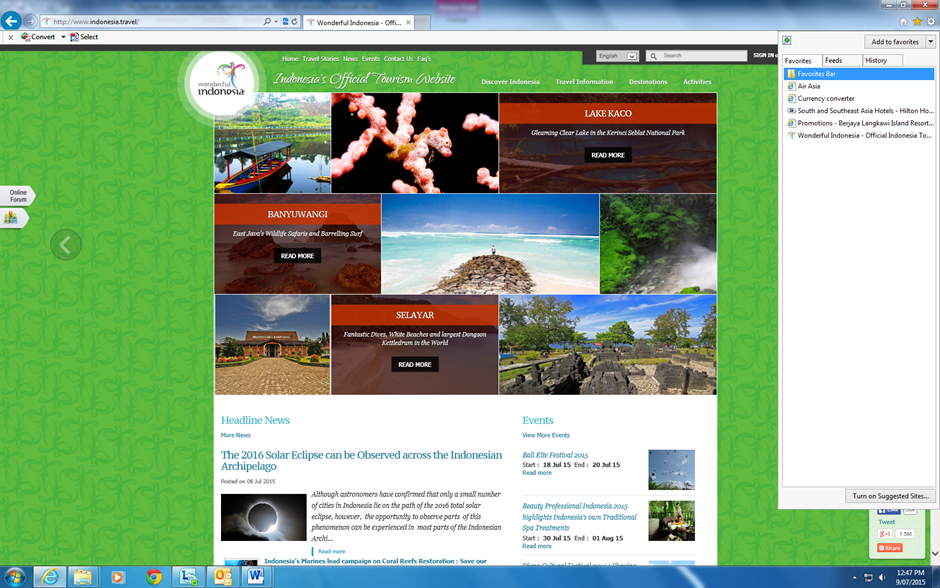 http://www.indonesia.travel/
Wonderful Indonesia - Offi...
Convert
Select
Add to favorites
Favorites
Feeds
History
Favorites Bar
Air Asia
Currency converter
South and Southeast Asia Hotels - Hilton Ho...
Promotions - Berjaya Langkawi Island Resort...
Wonderful Indonesia - Official Indonesia To...
Turn on Suggested Sites...
Home Travel Stories News Events Contact Us Faq's
English
Search
SIGN IN
wonderful
indonesia
Indonesia's Official Tourism Website
Discover Indonesia Travel Information Destinations Activities
Online
Forum
LAKE KACO
Gleaming Clear Lake in the Kerinci Seblat National Park
READ MORE
BANYUWANGI
East Java's Wildlife Safaris and Barrelling Surf
READ MORE
SELAYAR
Fantastic Dives, White Beaches and largest Dongson
Kettledrum in the World
READ MORE
Headline News
More News
The 2016 Solar Eclipse can be Observed across the Indonesian
Archipelago
Posted on 08 Jul 2015
Although astronomers have confirmed that only a small number
of cities in Indonesia lie on the path of the 2016 total solar
eclipse, however, the opportunity to observe parts of this
phenomenon can be experienced in most parts of the Indonesian
Archi...
Read more
Indonesia's Marines lead campaign on Coral Reefs Restoration : Save our
Events
View More Events
Bali Kite Festival 2015
Start : 18 Jul 15 End : 20 Jul 15
Read more
Beauty Professional Indonesia 2015
highlights Indonesia's own Traditional
Spa Treatments
Start : 30 Jul 15 End : 01 Aug 15
Read more
Tweet
+1 1.5M
Share
12:47 PM
9/07/2015